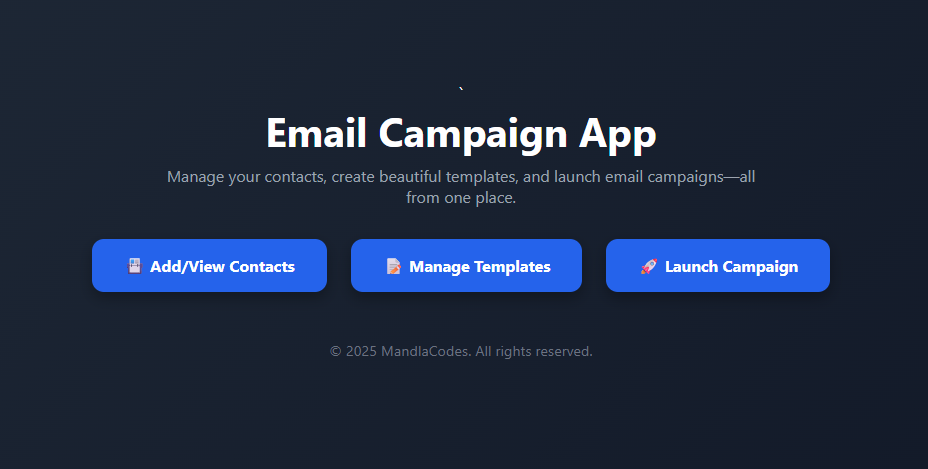 `
Email Campaign App
Manage your contacts, create beautiful templates, and launch email campaigns—all
from one place.
📇 Add/View Contacts
📝 Manage Templates
🚀 Launch Campaign
© 2025 MandlaCodes. All rights reserved.